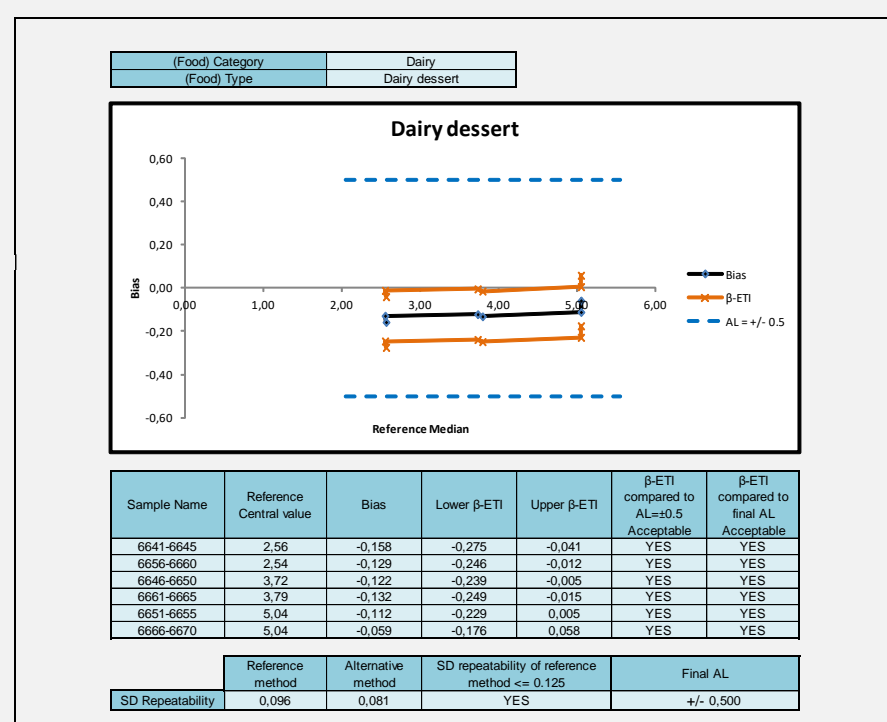 (Food) Category Dairy
(Food) Type Dairy dessert
Dairy dessert
0,60
0,40
0,20
0,00
-0,20
-0,40
-0,60
0,00 1,00 2,00 3,00 4,00 5,00 6,00
Bias
Reference Median
Bias
β-ETI
AL = +/- 0.5
Sample Name Reference Central value Bias Lower β-ETI Upper β-ETI β-ETI compared to AL=±0.5 Acceptable β-ETI compared to final AL Acceptable
6641-6645 2,56 -0,158 -0,275 -0,041 YES YES
6656-6660 2,54 -0,129 -0,246 -0,012 YES YES
6646-6650 3,72 -0,122 -0,239 -0,005 YES YES
6661-6665 3,79 -0,132 -0,249 -0,015 YES YES
6651-6655 5,04 -0,112 -0,229 0,005 YES YES
6666-6670 5,04 -0,059 -0,176 0,058 YES YES
Reference method Alternative method SD repeatability of reference method <= 0.125 Final AL
SD Repeatability 0,096 0,081 YES +/- 0,500